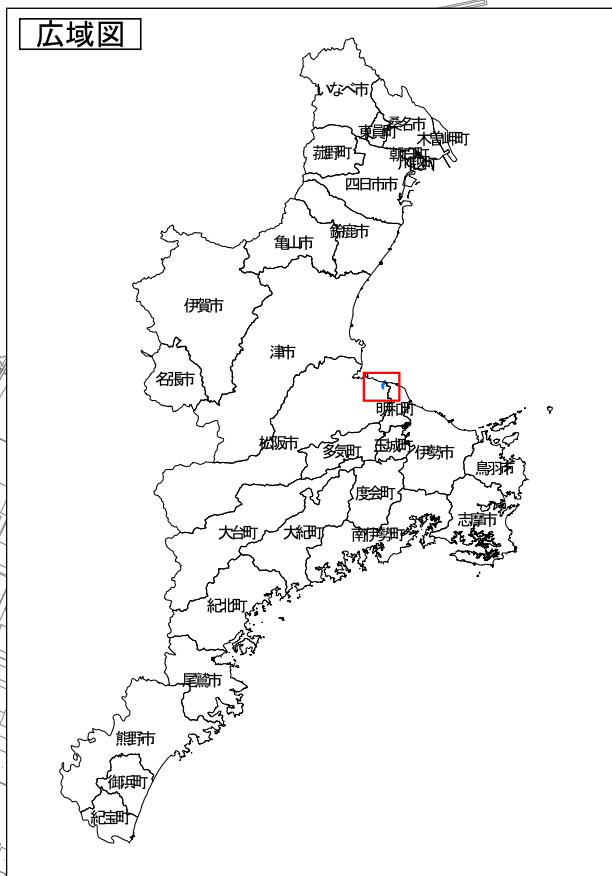 広域図
いなべ市
桑名市
東員町
木曽岬町
菰野町
朝日町
川越町
四日市市
鈴鹿市
亀山市
伊賀市
津市
名張市
明和町
松阪市
多気町
玉城町
伊勢市
鳥羽市
度会町
志摩市
大台町
大紀町
南伊勢町
紀北町
尾鷲市
熊野市
御浜町
紀宝町